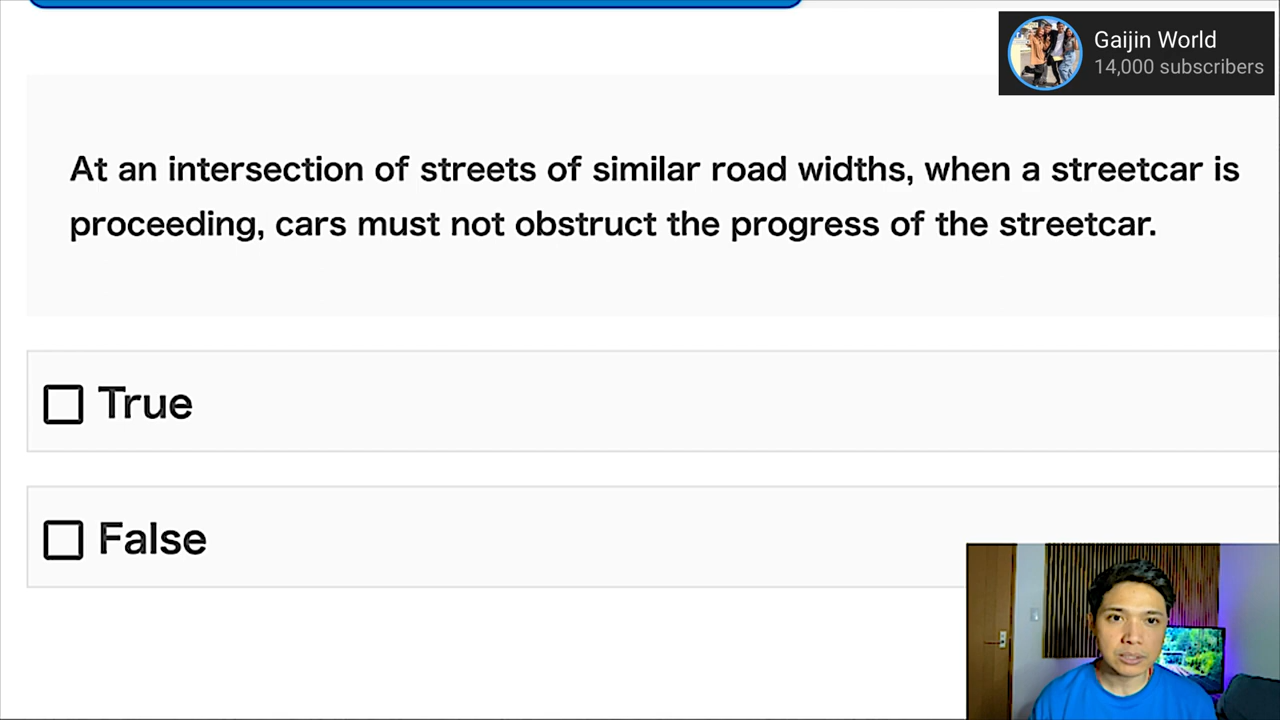 Gaijin World
14,000 subscribers
At an intersection of streets of similar road widths, when a streetcar is
proceeding, cars must not obstruct the progress of the streetcar.
True
False